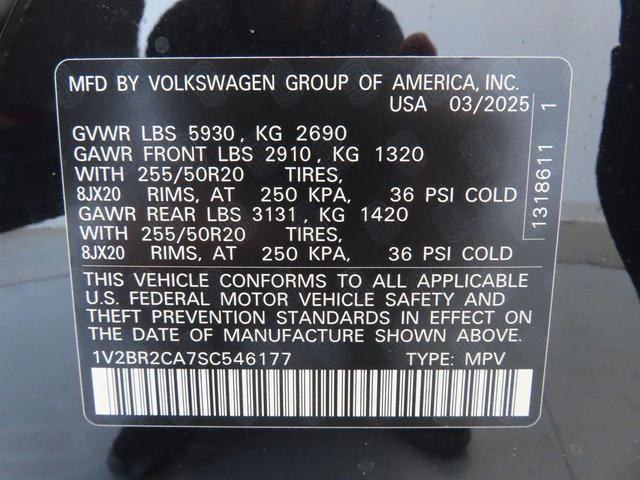 MFD BY VOLKSWAGEN GROUP OF AMERICA, INC.
USA 03/2025
GVWR LBS 5930, KG 2690
GAWR FRONT LBS 2910, KG 1320
WITH 255/50R20 TIRES,
8JX20 RIMS, AT 250 KPA, 36 PSI COLD
GAWR REAR LBS 3131, KG 1420
WITH 255/50R20 TIRES,
8JX20 RIMS, AT 250 KPA, 36 PSI COLD
THIS VEHICLE CONFORMS TO ALL APPLICABLE
U.S. FEDERAL MOTOR VEHICLE SAFETY AND
THEFT PREVENTION STANDARDS IN EFFECT ON
THE DATE OF MANUFACTURE SHOWN ABOVE.
1V2BR2CA7SC546177 TYPE: MPV
1318611 1